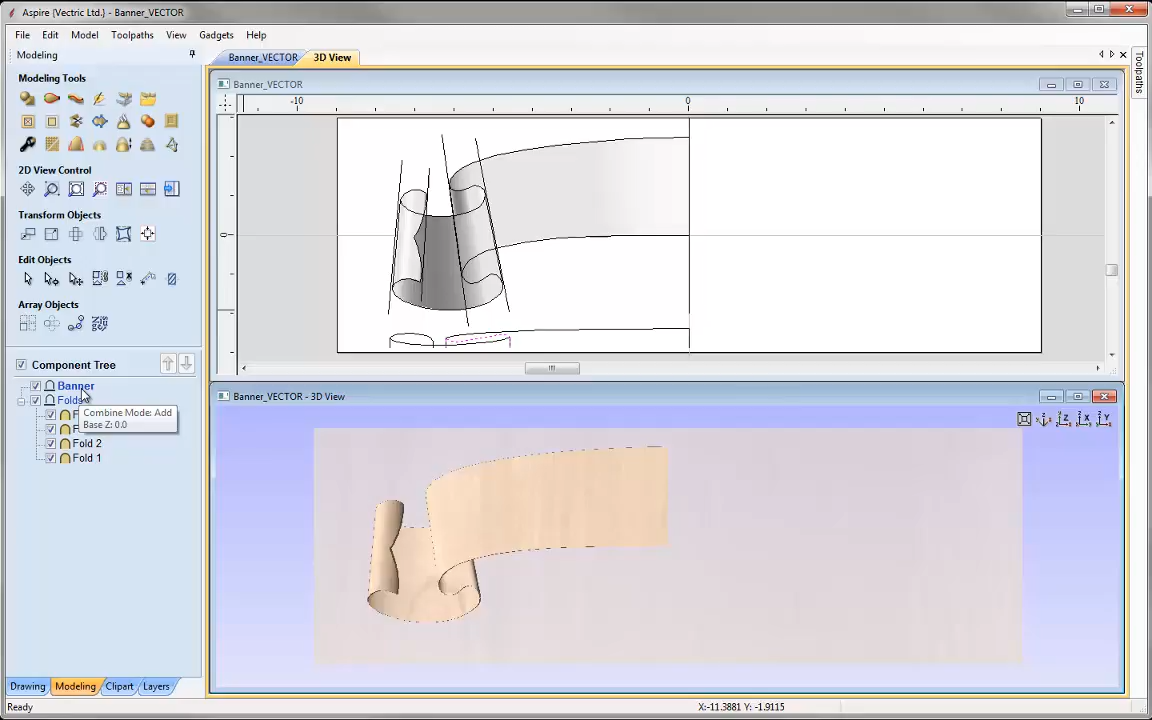 Aspire {Vectric Ltd.} - Banner_VECTOR
File Edit Model Toolpaths View Gadgets Help
Modeling
Banner_VECTOR 3D View
Toolpaths
Modeling Tools
2D View Control
Transform Objects
Edit Objects
Array Objects
Component Tree
Banner
Folds
Combine Mode: Add
Base Z: 0.0
Fold 2
Fold 1
Drawing Modeling Clipart Layers
Banner_VECTOR
-10 0 10
0
Banner_VECTOR - 3D View
Z X Y
Ready
X:-11.3881 Y: -1.9115